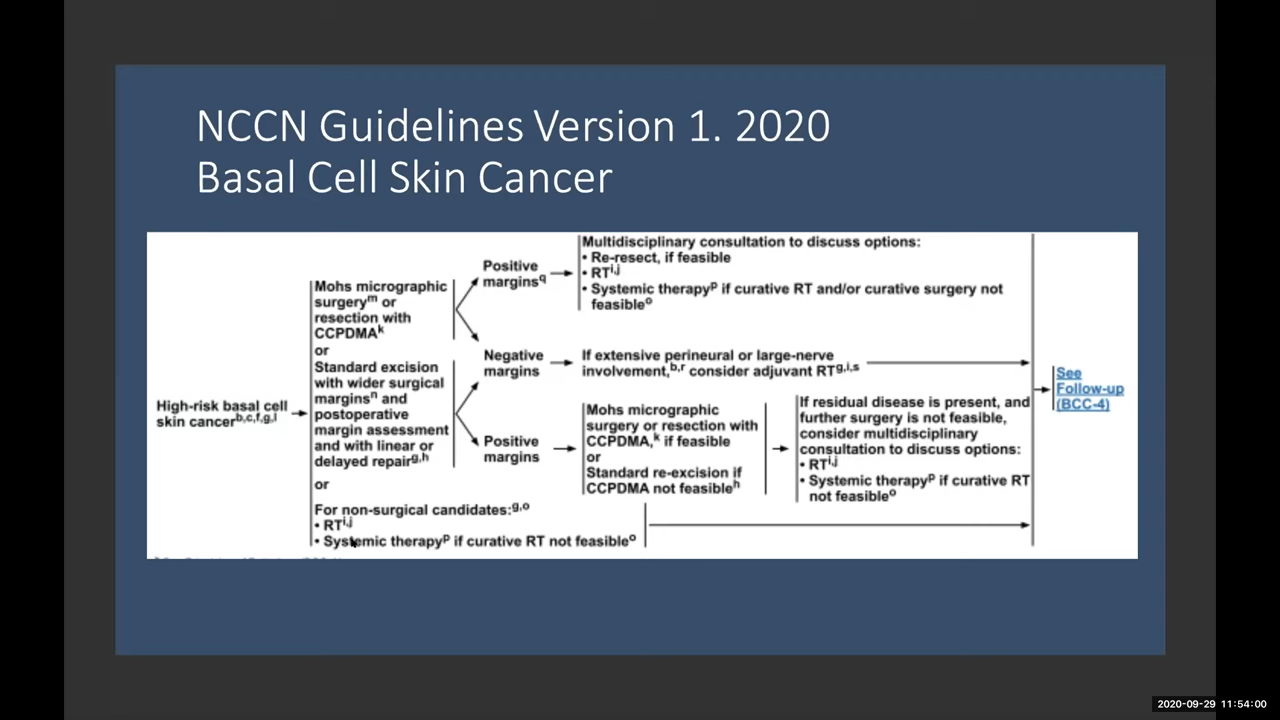 NCCN Guidelines Version 1. 2020
Basal Cell Skin Cancer
High-risk basal cell
skin cancerb,c,f,g,l
Mohs micrographic
surgerym or
resection with
CCPDMAk
or
Standard excision
with wider surgical
marginsn and
postoperative
margin assessment
and with linear or
delayed repairg,h
or
For non-surgical candidates:g,o
• RTi,j
• Systemic therapyp if curative RT not feasibleo
Positive
marginsq
Multidisciplinary consultation to discuss options:
• Re-resect, if feasible
• RTi,j
• Systemic therapyp if curative RT and/or curative surgery not
feasibleo
Negative
margins
If extensive perineural or large-nerve
involvement,b,r consider adjuvant RTg,i,s
Positive
margins
Mohs micrographic
surgery or resection with
CCPDMA,k if feasible
or
Standard re-excision if
CCPDMA not feasibleh
If residual disease is present, and
further surgery is not feasible,
consider multidisciplinary
consultation to discuss options:
• RTi,j
• Systemic therapyp if curative RT
not feasibleo
See
Follow-up
(BCC-4)
2020-09-29 11:54:00